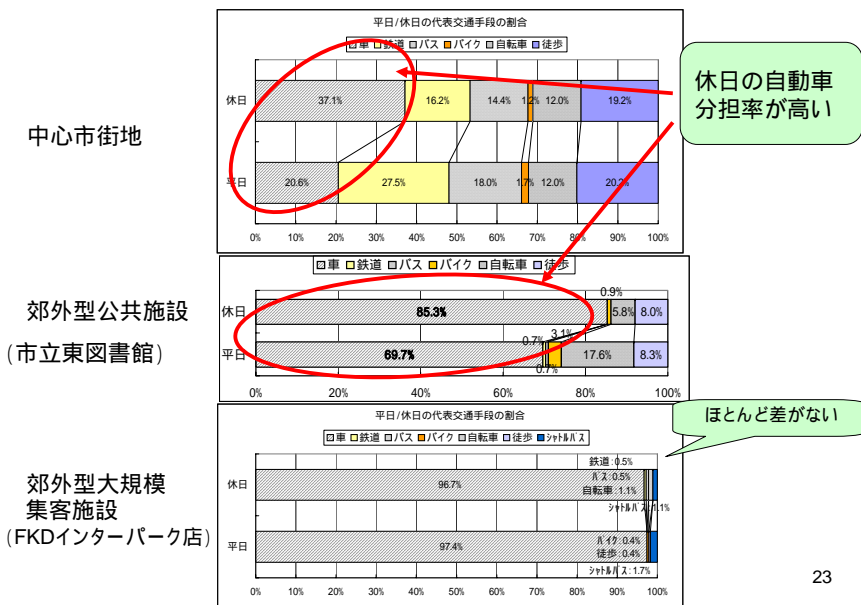 平日/休日の代表交通手段の割合
車 鉄道 バス バイク 自転車 徒歩
休日
37.1% 16.2% 14.4% 1.2% 12.0% 19.2%
平日
20.6% 27.5% 18.0% 1.7% 12.0% 20.2%
0% 10% 20% 30% 40% 50% 60% 70% 80% 90% 100%
中心市街地
休日の自動車
分担率が高い
車 鉄道 バス バイク 自転車 徒歩
0.9%
休日
85.3% 5.8% 8.0%
0.7% 3.1%
平日
69.7% 17.6% 8.3%
0.7%
0% 20% 40% 60% 80% 100%
郊外型公共施設
(市立東図書館)
平日/休日の代表交通手段の割合
車 鉄道 バス バイク 自転車 徒歩 シャトルバス
ほとんど差がない
休日
96.7%
鉄道:0.5%
バス:0.5%
自転車:1.1%
シャトルバス:1.1%
平日
97.4%
バイク:0.4%
徒歩:0.4%
シャトルバス:1.7%
0% 10% 20% 30% 40% 50% 60% 70% 80% 90% 100%
郊外型大規模
集客施設
(FKDインターパーク店)
23